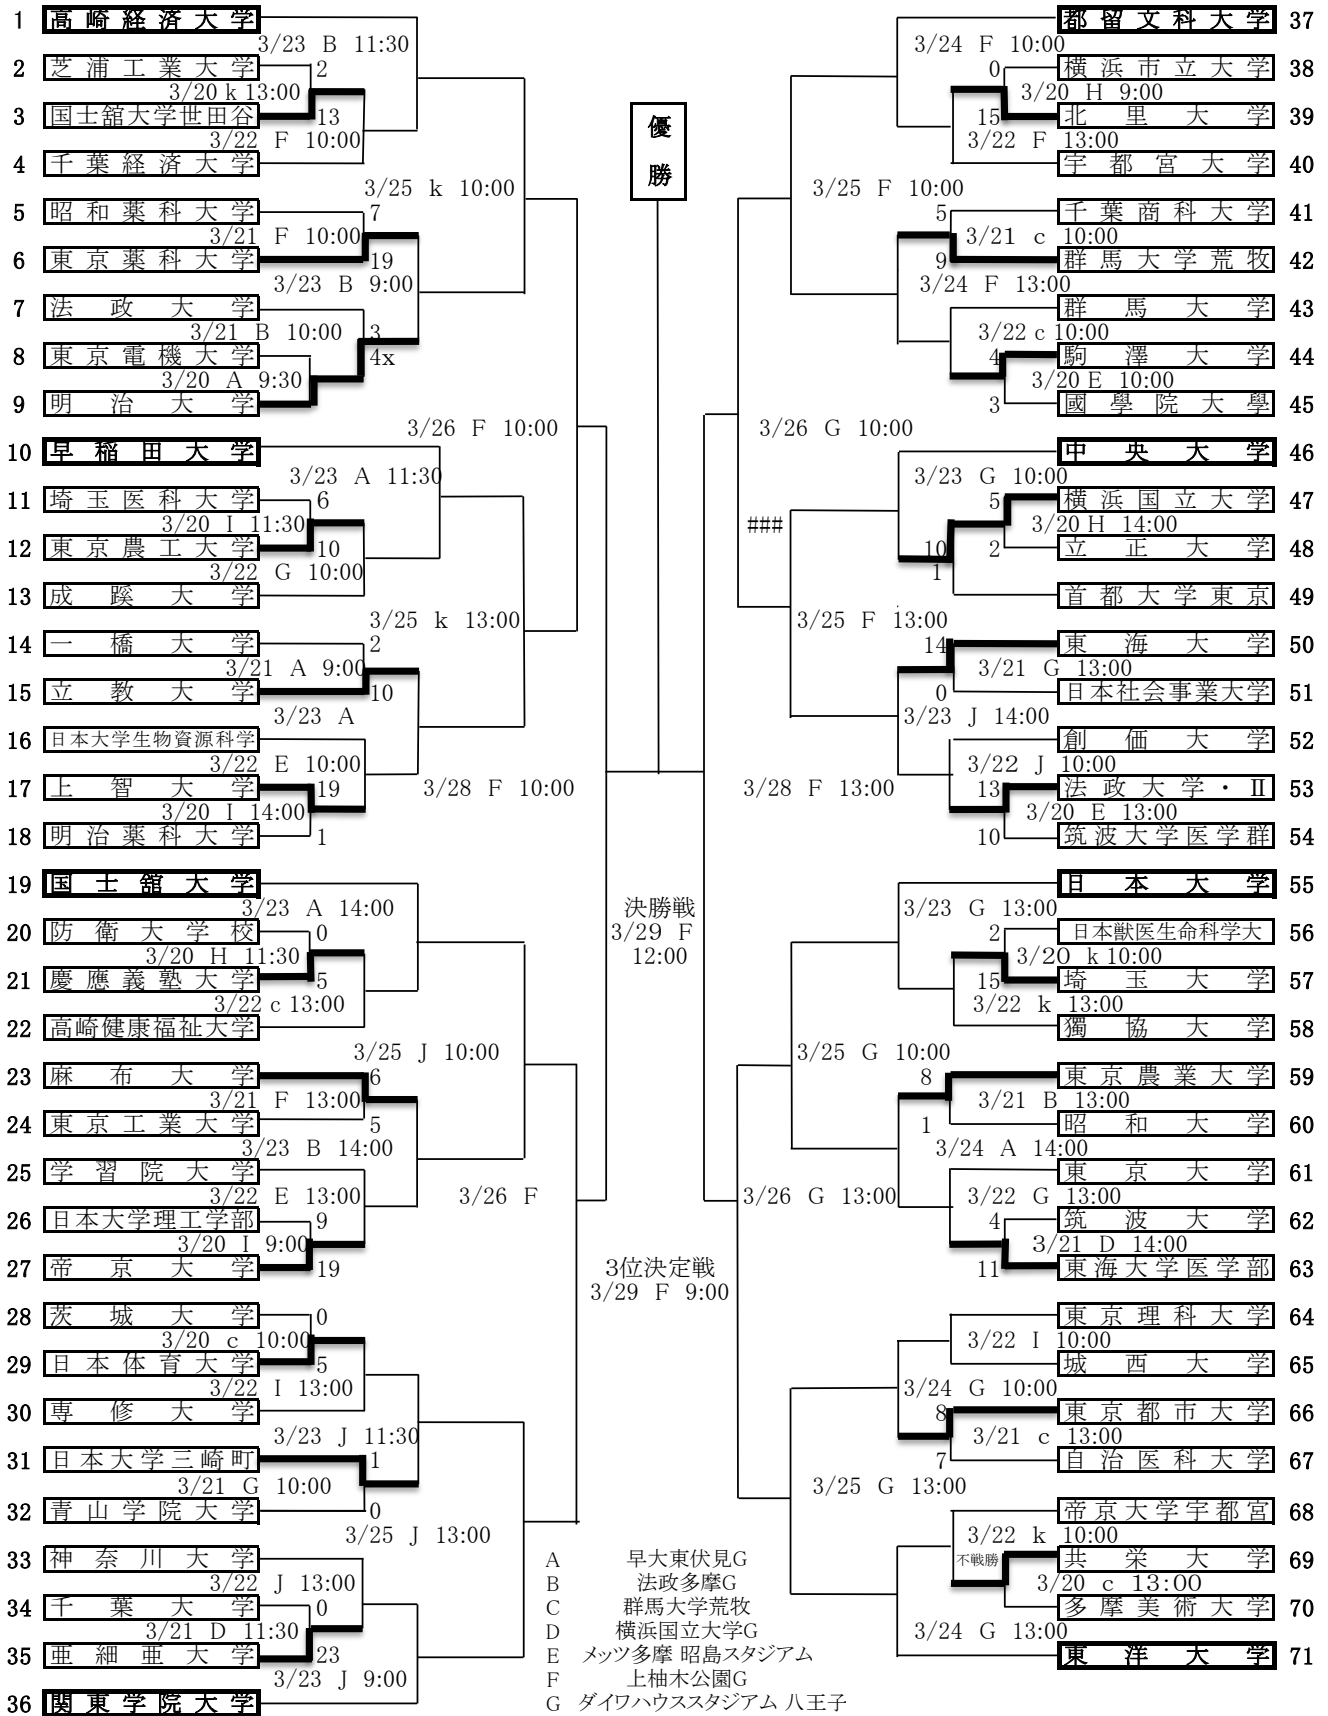 1 高崎経済大学
3/23 B 11:30
2 芝浦工業大学 2
3/20 k 13:00
3 国士舘大学世田谷 13
3/22 F 10:00
4 千葉経済大学
3/25 k 10:00
5 昭和薬科大学 7
3/21 F 10:00
6 東京薬科大学 19
3/23 B 9:00
7 法政大学 3
3/21 B 10:00
8 東京電機大学 4x
3/20 A 9:30
9 明治大学
3/26 F 10:00
10 早稲田大学
3/23 A 11:30
11 埼玉医科大学 6
3/20 I 11:30
12 東京農工大学 10
3/22 G 10:00
13 成蹊大学
3/25 k 13:00
14 一橋大学 2
3/21 A 9:00
15 立教大学 10
3/23 A
16 日本大学生物資源科学
3/22 E 10:00
17 上智大学 19
3/28 F 10:00
3/20 I 14:00
18 明治薬科大学 1
19 国士舘大学
3/23 A 14:00
20 防衛大学校 0
3/20 H 11:30
21 慶應義塾大学 5
3/22 c 13:00
22 高崎健康福祉大学
3/25 J 10:00
23 麻布大学 6
3/21 F 13:00
24 東京工業大学 5
3/23 B 14:00
25 学習院大学
3/22 E 13:00
3/26 F
26 日本大学理工学部 9
3/20 I 9:00
27 帝京大学 19
28 茨城大学 0
3/20 c 10:00
29 日本体育大学 5
3/22 I 13:00
30 専修大学
3/23 J 11:30
31 日本大学三崎町 1
3/21 G 10:00
32 青山学院大学 0
3/25 J 13:00
33 神奈川大学
3/22 J 13:00
34 千葉大学 0
3/21 D 11:30
35 亜細亜大学 23
3/23 J 9:00
36 関東学院大学
優
勝
決勝戦
3/29 F
12:00
3位決定戦
3/29 F 9:00
A 早大東伏見G
B 法政多摩G
C 群馬大学荒牧
D 横浜国立大学G
E メッツ多摩 昭島スタジアム
F 上柚木公園G
G ダイワハウススタジアム 八王子
都留文科大学 37
3/24 F 10:00
0 横浜市立大学 38
3/20 H 9:00
15 北里大学 39
3/22 F 13:00
宇都宮大学 40
3/25 F 10:00
5 千葉商科大学 41
3/21 c 10:00
9 群馬大学荒牧 42
3/24 F 13:00
群馬大学 43
3/22 c 10:00
4 駒澤大学 44
3/20 E 10:00
3 國學院大學 45
3/26 G 10:00
中央大学 46
3/23 G 10:00
5 横浜国立大学 47
###
3/20 H 14:00
10 2 立正大学 48
1
首都大学東京 49
3/25 F 13:00
14 東海大学 50
3/21 G 13:00
0 日本社会事業大学 51
3/23 J 14:00
創価大学 52
3/22 J 10:00
3/28 F 13:00
13 法政大学・Ⅱ 53
3/20 E 13:00
10 筑波大学医学群 54
日本大学 55
3/23 G 13:00
2 日本獣医生命科学大 56
3/20 k 10:00
15 埼玉大学 57
3/22 k 13:00
獨協大学 58
3/25 G 10:00
8 東京農業大学 59
3/21 B 13:00
1 昭和大学 60
3/24 A 14:00
東京大学 61
3/26 G 13:00
3/22 G 13:00
4 筑波大学 62
3/21 D 14:00
11 東海大学医学部 63
東京理科大学 64
3/22 I 10:00
城西大学 65
3/24 G 10:00
8 東京都市大学 66
3/21 c 13:00
7 自治医科大学 67
3/25 G 13:00
帝京大学宇都宮 68
3/22 k 10:00
不戦勝 共栄大学 69
3/20 c 13:00
多摩美術大学 70
3/24 G 13:00
東洋大学 71